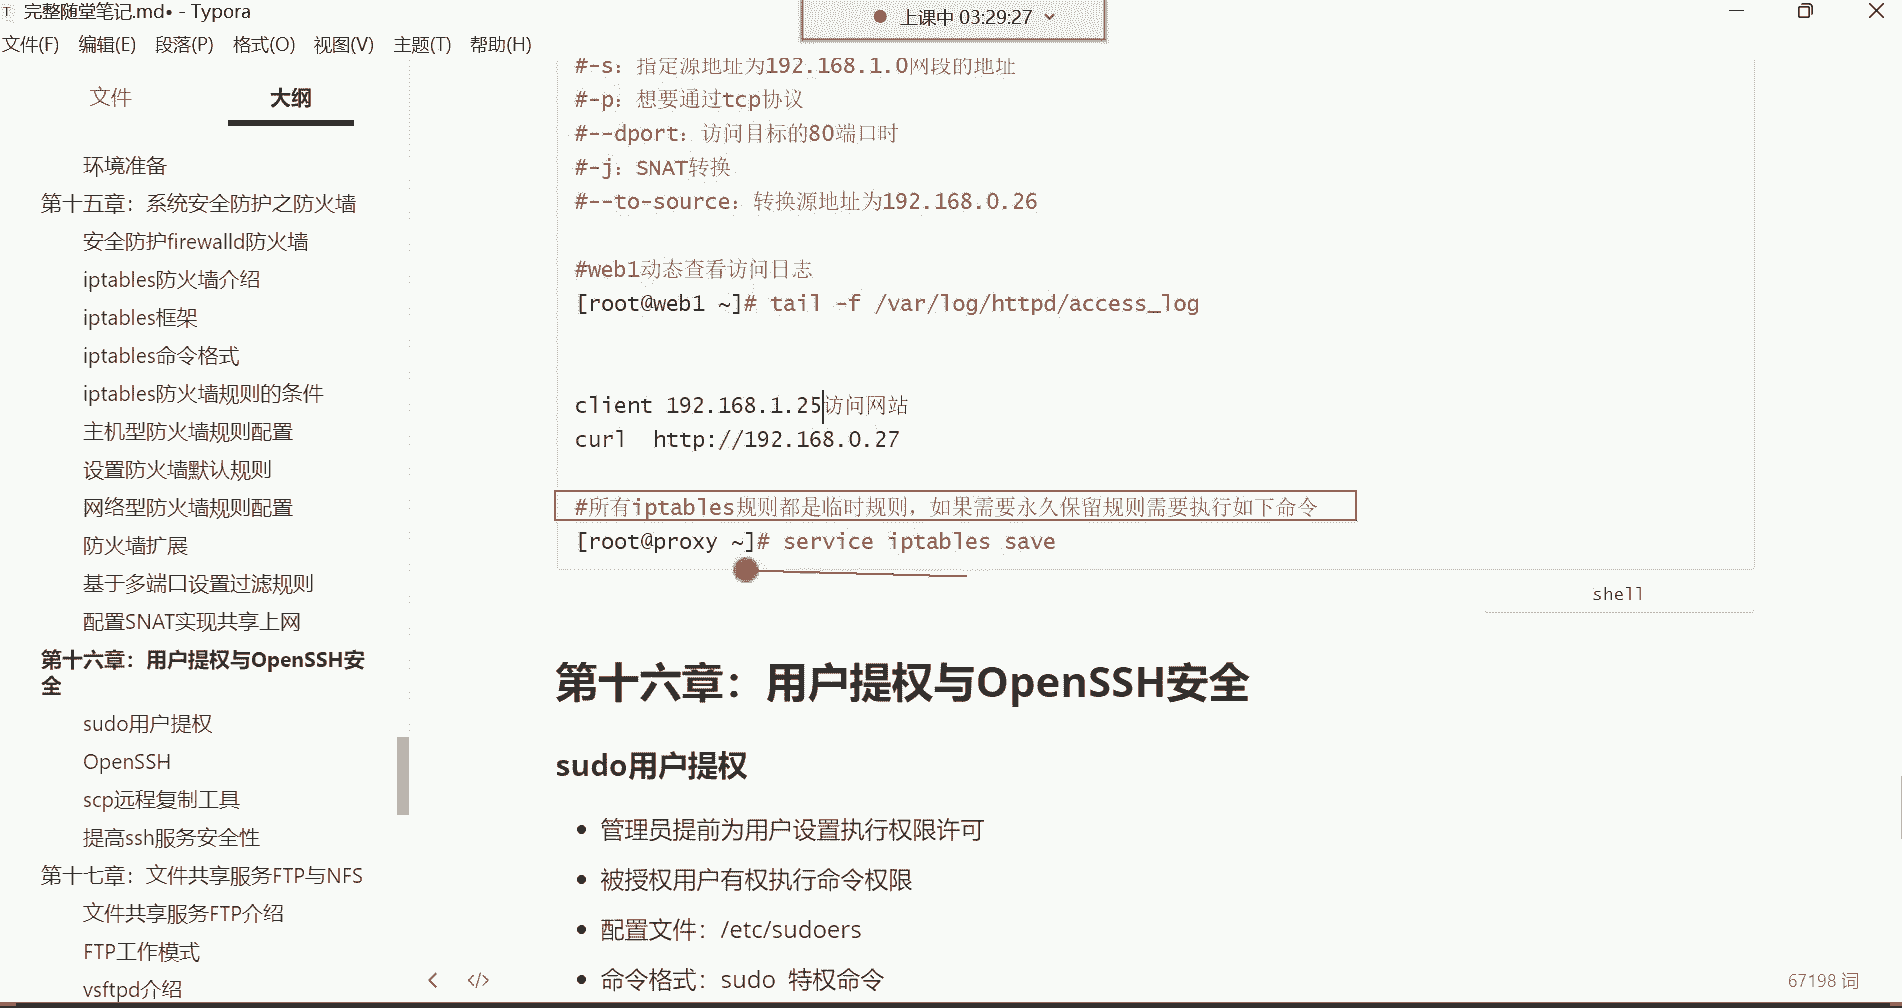 完整随堂笔记.md• - Typora
上课中 03:29:27
文件(F) 编辑(E) 段落(P) 格式(O) 视图(V) 主题(T) 帮助(H)
文件 大纲
环境准备
第十五章：系统安全防护之防火墙
安全防护firewalld防火墙
iptables防火墙介绍
iptables框架
iptables命令格式
iptables防火墙规则的条件
主机型防火墙规则配置
设置防火墙默认规则
网络型防火墙规则配置
防火墙扩展
基于多端口设置过滤规则
配置SNAT实现共享上网
第十六章：用户提权与OpenSSH安
全
sudo用户提权
OpenSSH
scp远程复制工具
提高ssh服务安全性
第十七章：文件共享服务FTP与NFS
文件共享服务FTP介绍
FTP工作模式
vsftpd介绍
#-s：指定源地址为192.168.1.0网段的地址
#-p：想要通过tcp协议
#--dport：访问目标的80端口时
#-j：SNAT转换
#--to-source：转换源地址为192.168.0.26
#web1动态查看访问日志
[root@web1 ~]# tail -f /var/log/httpd/access_log
client 192.168.1.25访问网站
curl  http://192.168.0.27
#所有iptables规则都是临时规则，如果需要永久保留规则需要执行如下命令
[root@proxy ~]# service iptables save
shell
第十六章：用户提权与OpenSSH安全
sudo用户提权
• 管理员提前为用户设置执行权限许可
• 被授权用户有权执行命令权限
• 配置文件：/etc/sudoers
• 命令格式：sudo 特权命令
67198 词